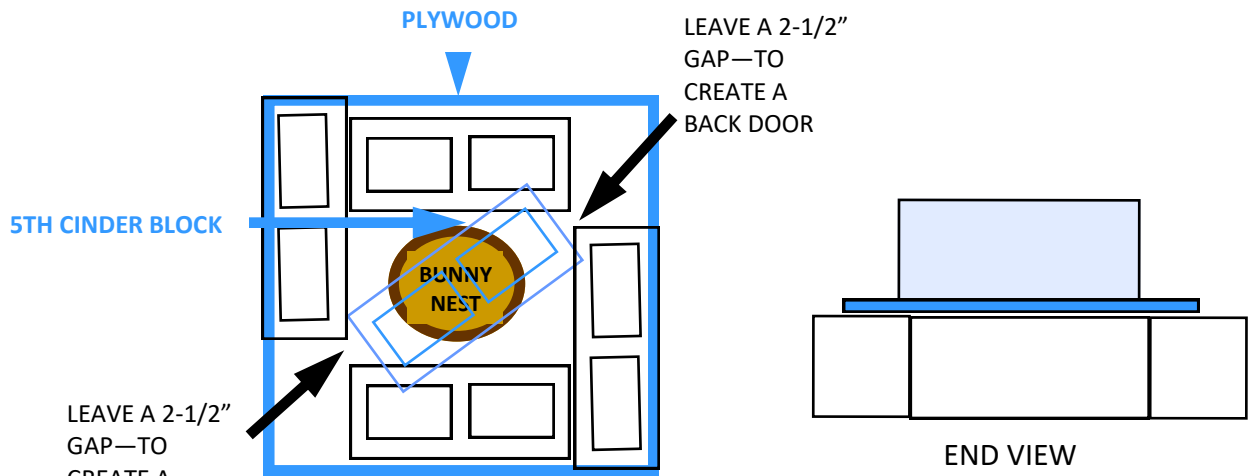 PLYWOOD
LEAVE A 2-1/2”
GAP—TO
CREATE A
BACK DOOR
5TH CINDER BLOCK
BUNNY
NEST
LEAVE A 2-1/2”
GAP—TO
CREATE A
END VIEW